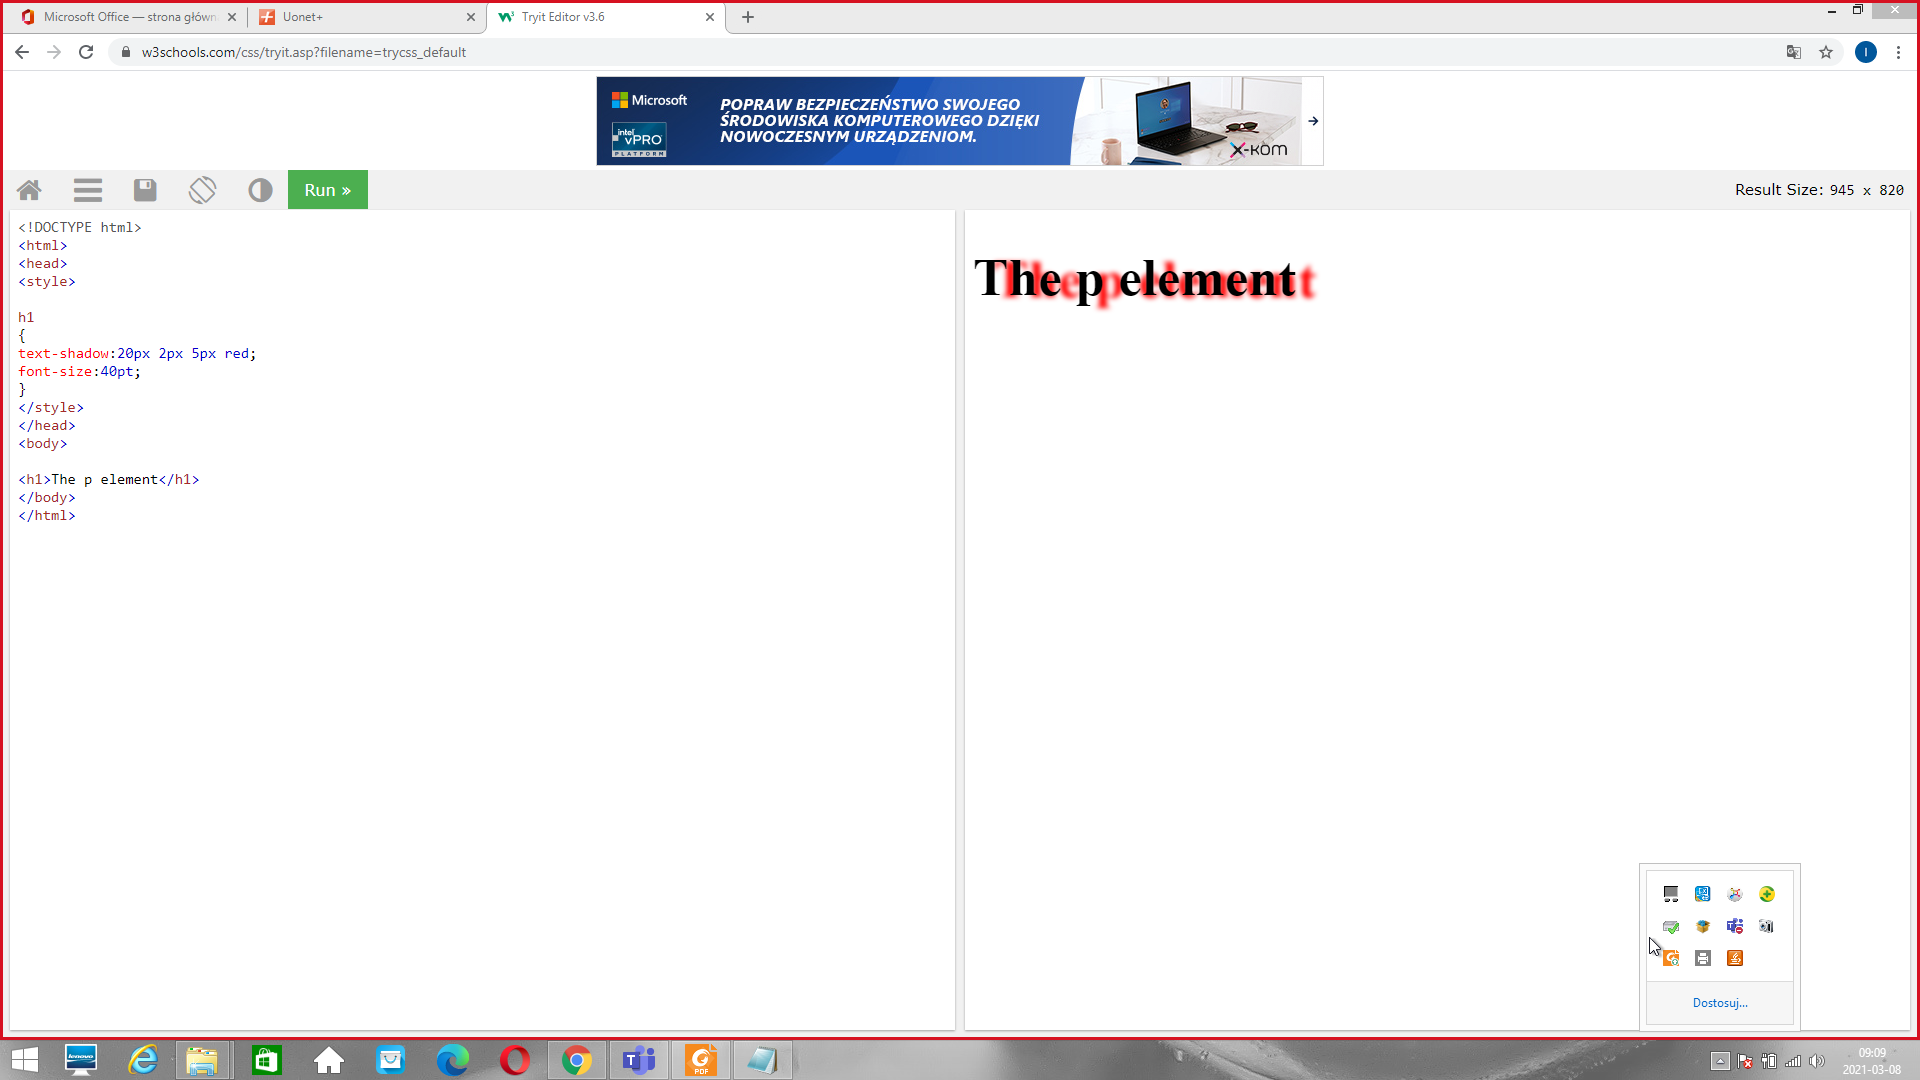 Microsoft Office — strona główn
Uonet+
Tryit Editor v3.6
w3schools.com/css/tryit.asp?filename=trycss_default
I
Microsoft
intel
vPRO
PLATFORM
POPRAW BEZPIECZEŃSTWO SWOJEGO
ŚRODOWISKA KOMPUTEROWEGO DZIĘKI
NOWOCZESNYM URZĄDZENIOM.
x-kom
Run »
Result Size: 945 x 820
<!DOCTYPE html>
<html>
<head>
<style>
h1
{
text-shadow:20px 2px 5px red;
font-size:40pt;
}
</style>
</head>
<body>
<h1>The p element</h1>
</body>
</html>
The p element
Dostosuj...
lenovo
PDF
09:09
2021-03-08